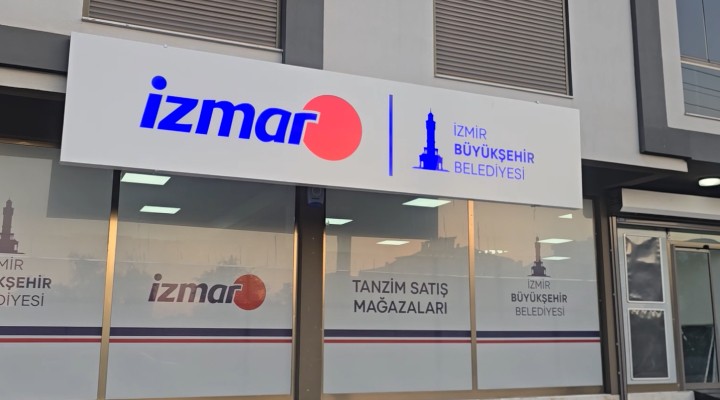 izmar
İZMİR
BÜYÜKŞEHİR
BELEDİYESİ
İZMİR
BÜYÜKŞEHİR
BELEDİYESİ
izmar
TANZİM SATIŞ
MAĞAZALARI
İZMİR
BÜYÜKŞEHİR
BELEDİYESİ